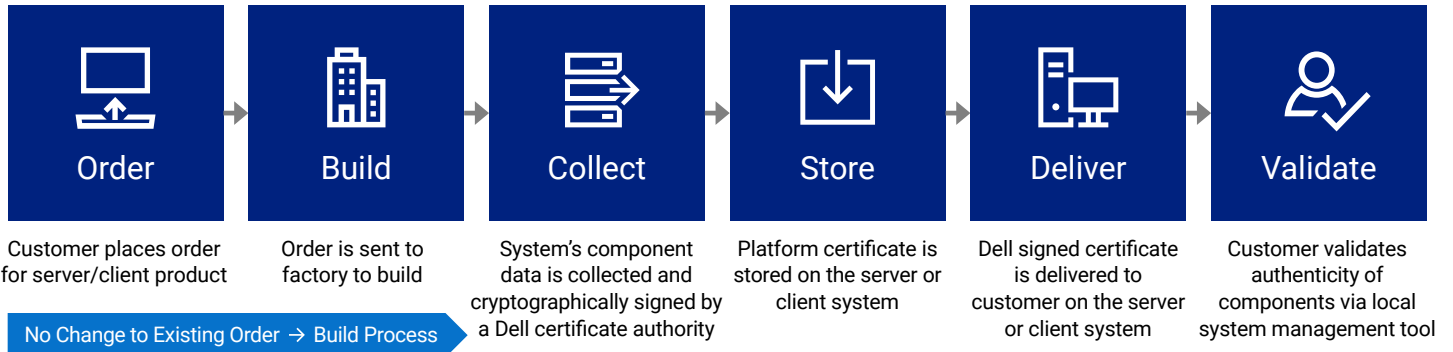 Order
Build
Collect
Store
Deliver
Validate
Customer places order
for server/client product
Order is sent to
factory to build
System's component
data is collected and
cryptographically signed by
a Dell certificate authority
Platform certificate is
stored on the server or
client system
Dell signed certificate
is delivered to
customer on the server
or client system
Customer validates
authenticity of
components via local
system management tool
No Change to Existing Order → Build Process